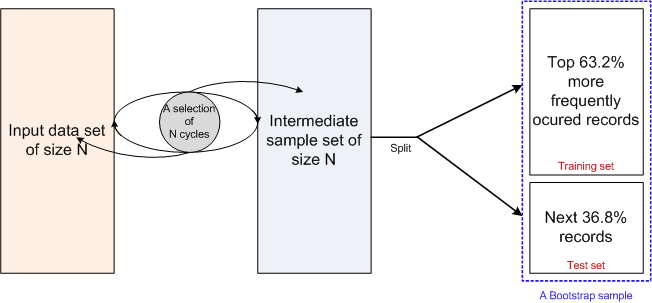 Input data set
of size N
A selection
of
N cycles
Intermediate
sample set of
size N
Split
Top 63.2%
more
frequently
ocured records
Training set
Next 36.8%
records
Test set
A Bootstrap sample